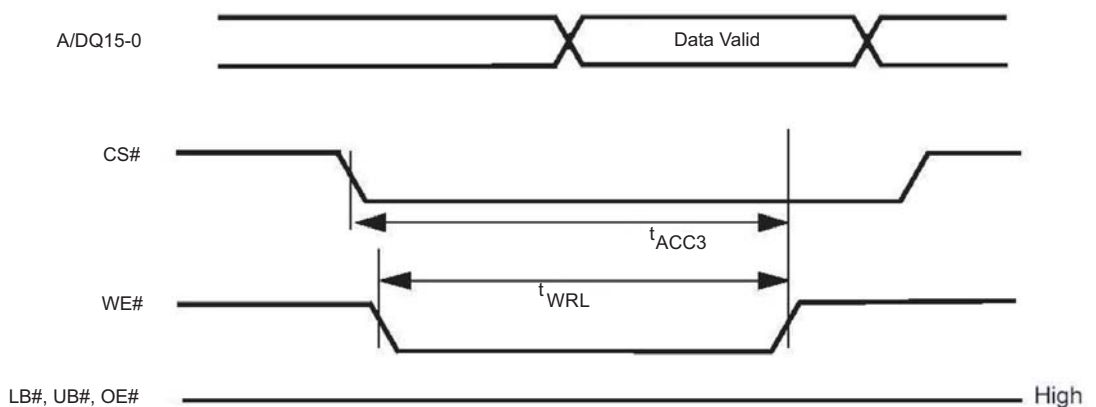 A/DQ15-0
Data Valid
CS#
tACC3
WE#
tWRL
LB#, UB#, OE#
High